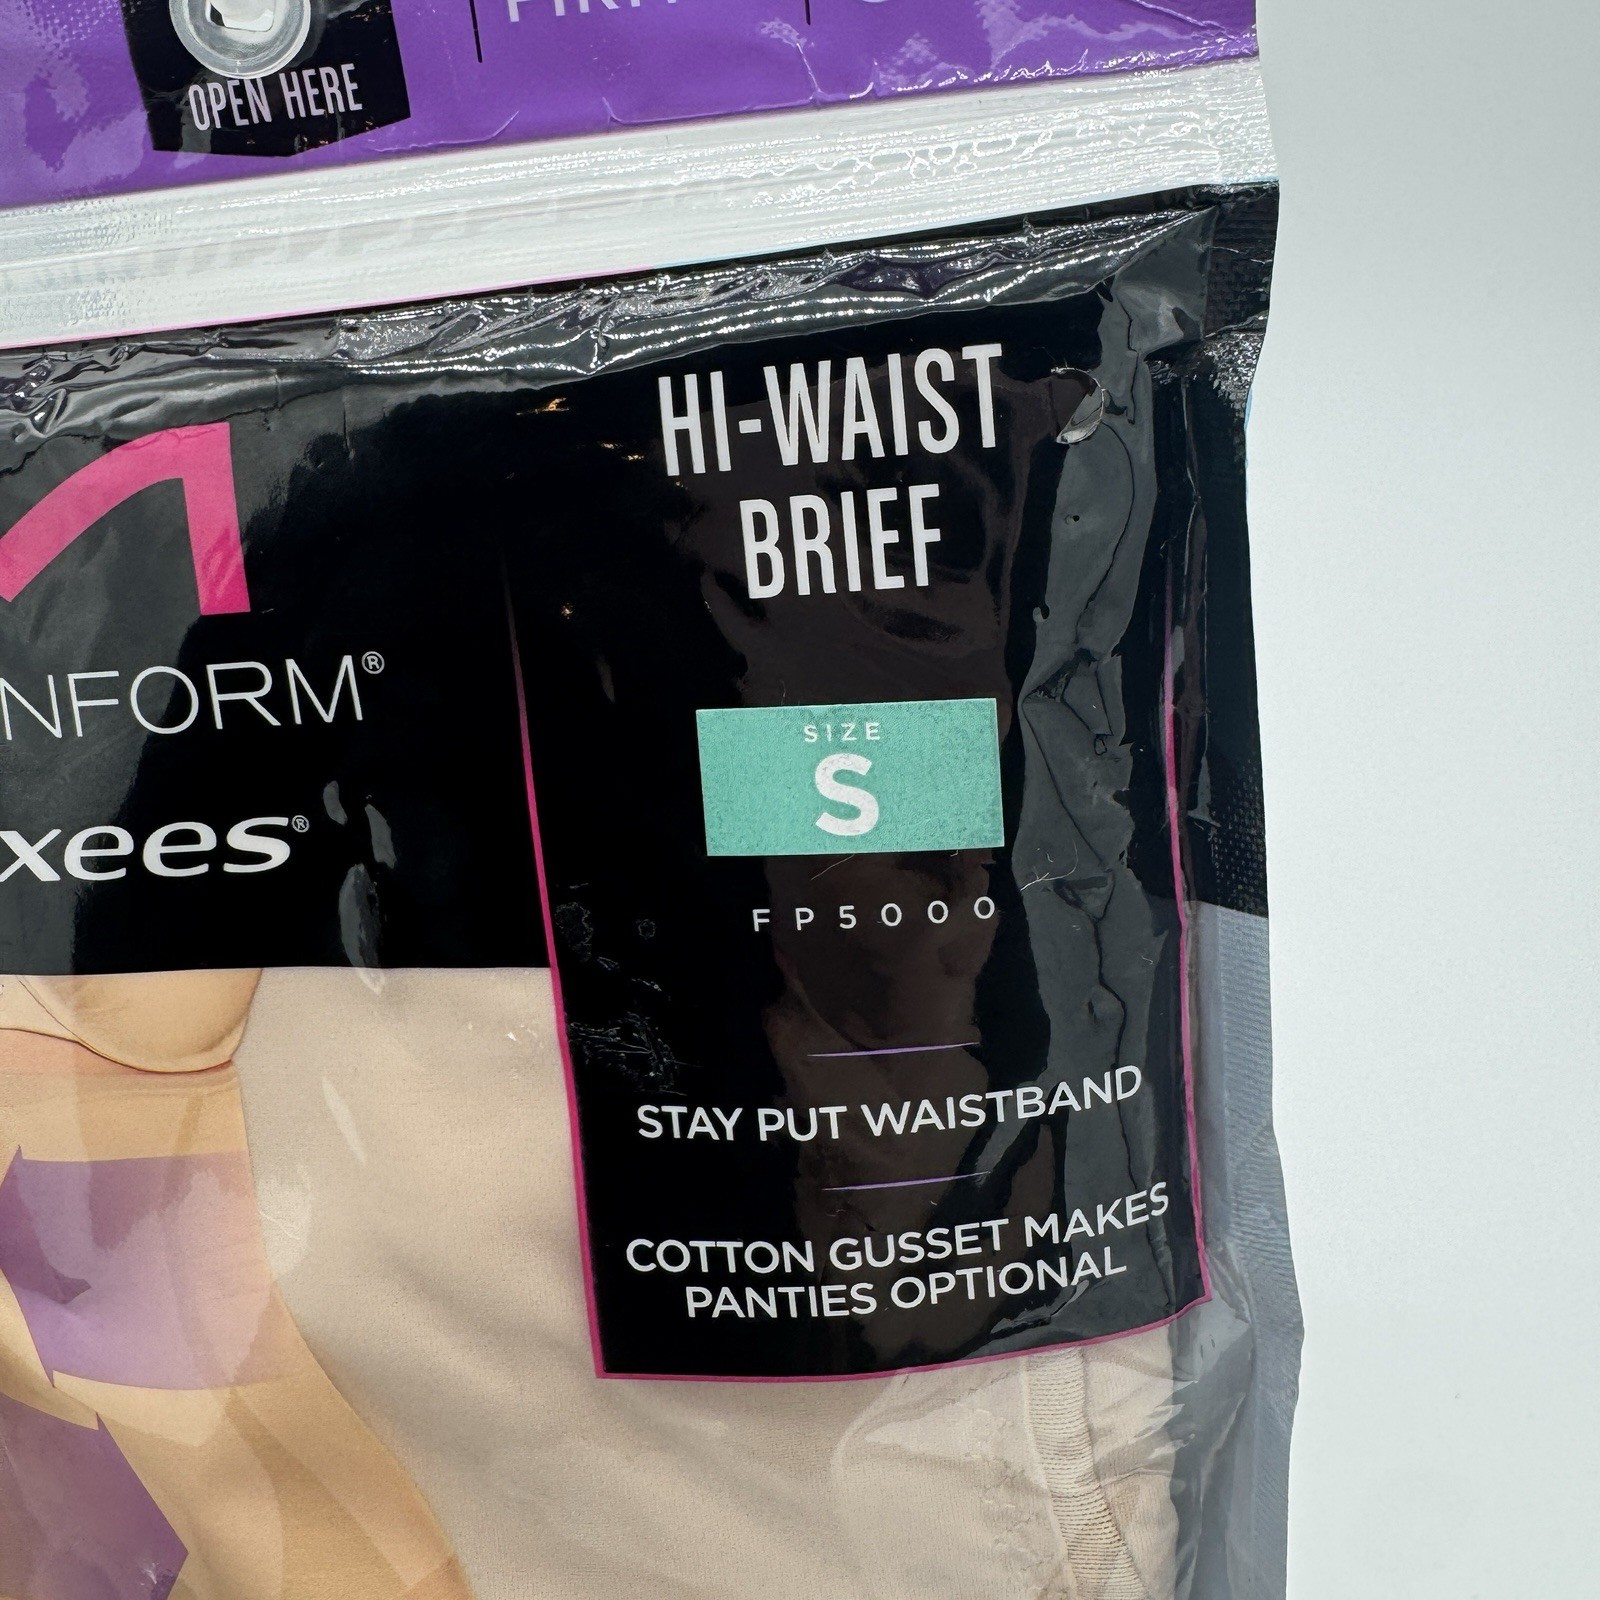 OPEN HERE
HI-WAIST
BRIEF
NFORM®
SIZE
S
xees®
FP5000
STAY PUT WAISTBAND
COTTON GUSSET MAKES
PANTIES OPTIONAL